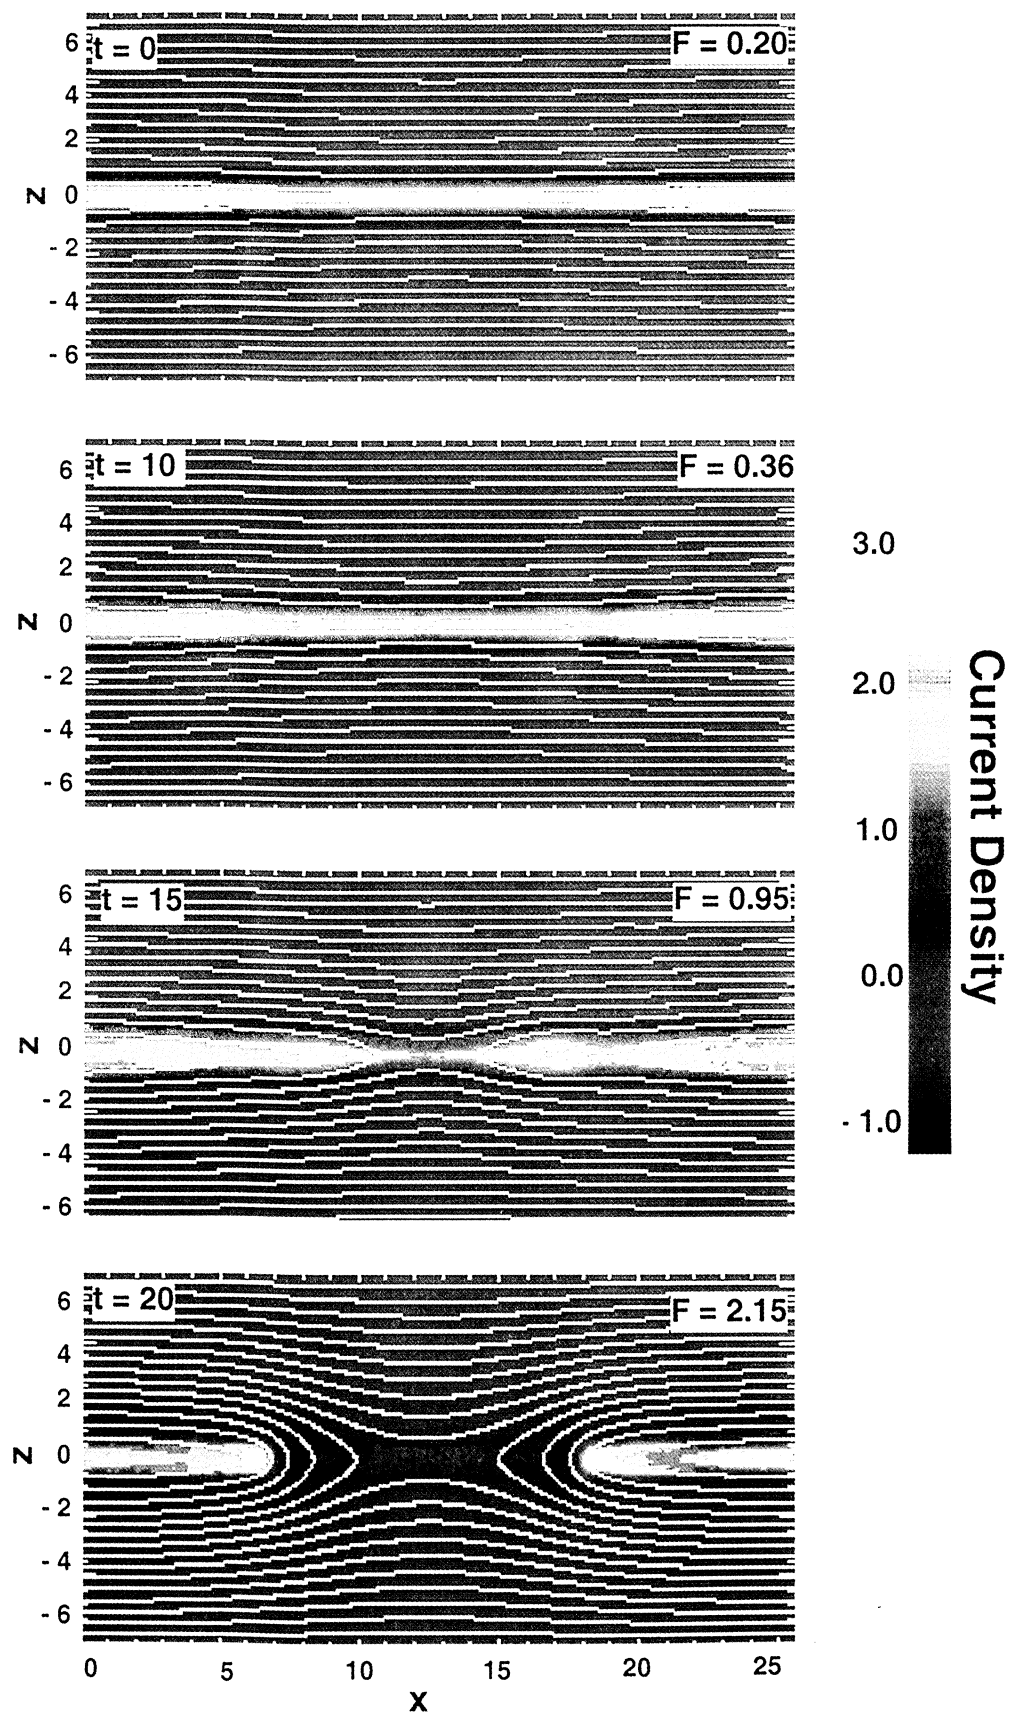 t = 0
F = 0.20
6
4
2
0
- 2
- 4
- 6
Z
t = 10
F = 0.36
6
4
2
0
- 2
- 4
- 6
Z
t = 15
F = 0.95
6
4
2
0
- 2
- 4
- 6
Z
t = 20
F = 2.15
6
4
2
0
- 2
- 4
- 6
Z
0 5 10 15 20 25
X
3.0
2.0
1.0
0.0
- 1.0
Current Density